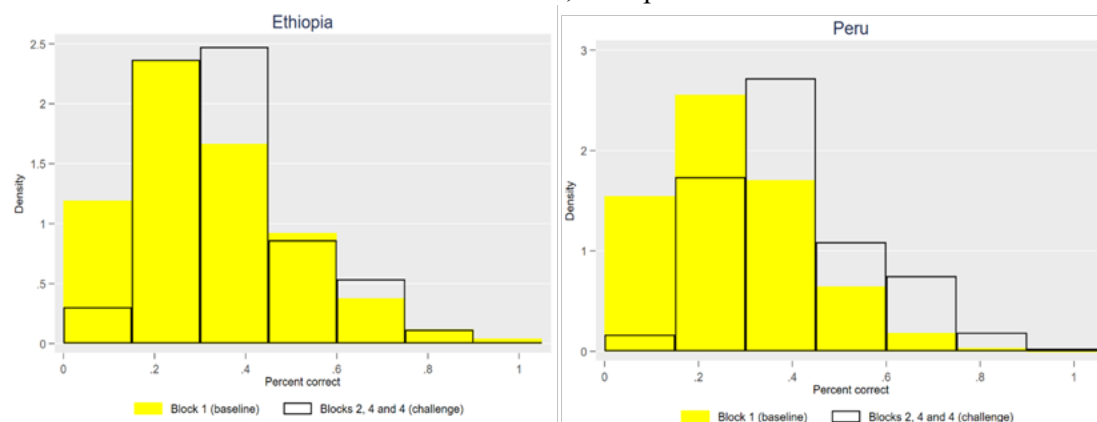 Ethiopia
Density
2.5
2
1.5
1
.5
0
0 .2 .4 .6 .8 1
Percent correct
Block 1 (baseline) Blocks 2, 4 and 4 (challenge)
Peru
Density
3
2
1
0
0 .2 .4 .6 .8 1
Percent correct
Block 1 (baseline) Blocks 2, 4 and 4 (challenge)